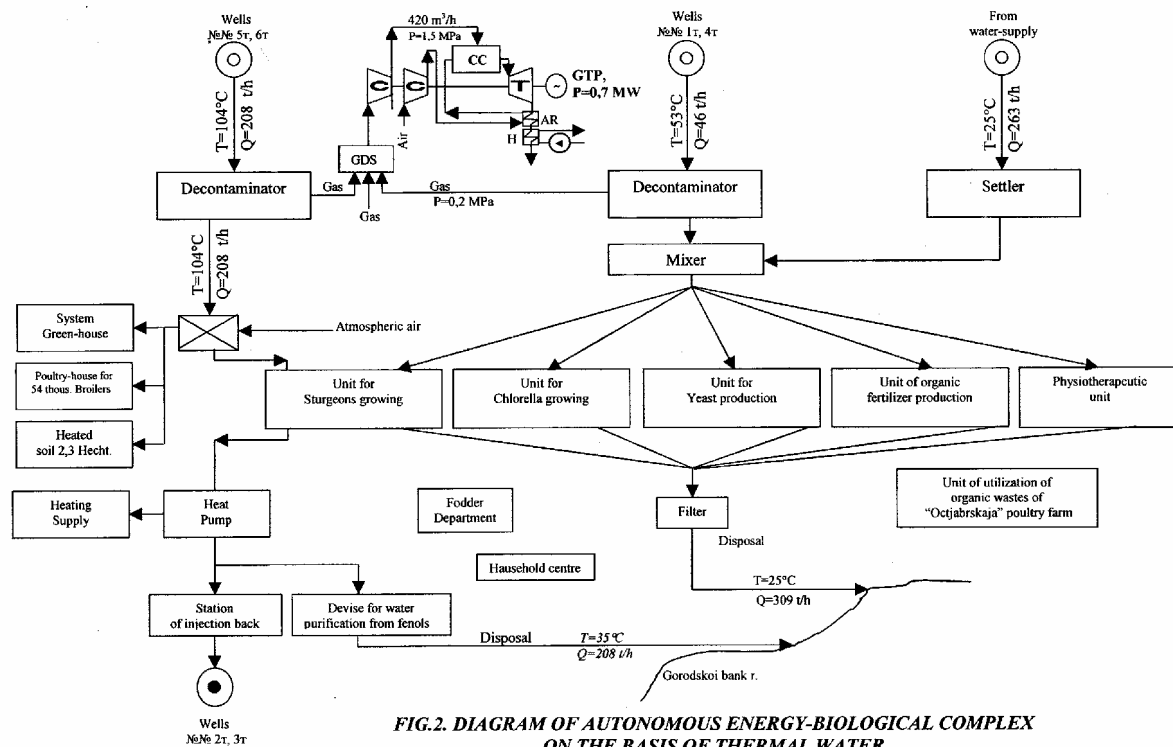 Wells
№№ 5т, 6т
420 m³/h
P=1,5 MPa
Wells
№№ 1т, 4т
From
water-supply
CC
C
C
T
~
GTP,
P=0,7 MW
T=104°C
Q=208 t/h
AR
H
Air
GDS
T=53°C
Q=46 t/h
T=25°C
Q=263 t/h
Decontaminator
Gas
Gas
Gas
P=0,2 MPa
Decontaminator
Settler
T=104°C
Q=208 t/h
Mixer
System
Green-house
Atmospheric air
Poultry-house for
54 thous. Broilers
Heated
soil 2,3 Hecht.
Unit for
Sturgeons growing
Unit for
Chlorella growing
Unit for
Yeast production
Unit of organic
fertilizer production
Physiotherapeutic
unit
Heating
Supply
Heat
Pump
Fodder
Department
Filter
Unit of utilization of
organic wastes of
“Octjabrskaja” poultry farm
Disposal
Hausehold centre
T=25°C
Q=309 t/h
Station
of injection back
Devise for water
purification from fenols
Disposal
T=35°C
Q=208 t/h
Gorodskoi bank r.
Wells
№№ 2т, 3т
FIG.2. DIAGRAM OF AUTONOMOUS ENERGY-BIOLOGICAL COMPLEX
ON THE BASIS OF THERMAL WATER